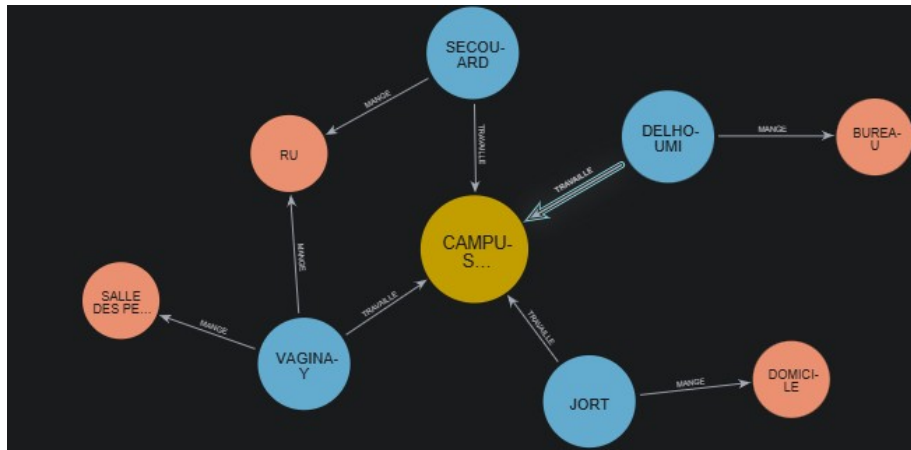 SECOU-
ARD
MANGE
TRAVAILLE
RU
DELHO-
UMI
MANGE
BUREA-
U
TRAVAILLE
MANGE
CAMPU-
S...
SALLE
DES PE...
MANGE
TRAVAILLE
VAGINA-
Y
TRAVAILLE
JORT
MANGE
DOMICI-
LE